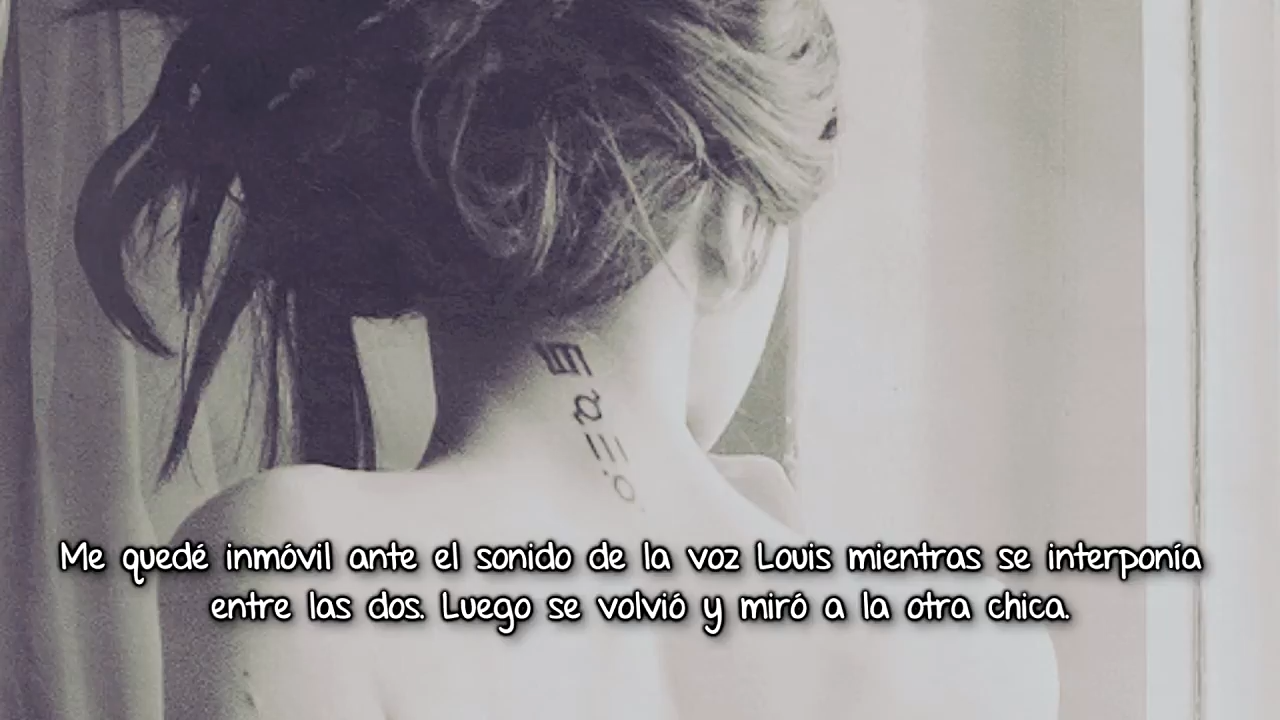 Me quedé inmóvil ante el sonido de la voz Louis mientras se interponía
entre las dos. Luego se volvió y miró a la otra chica.